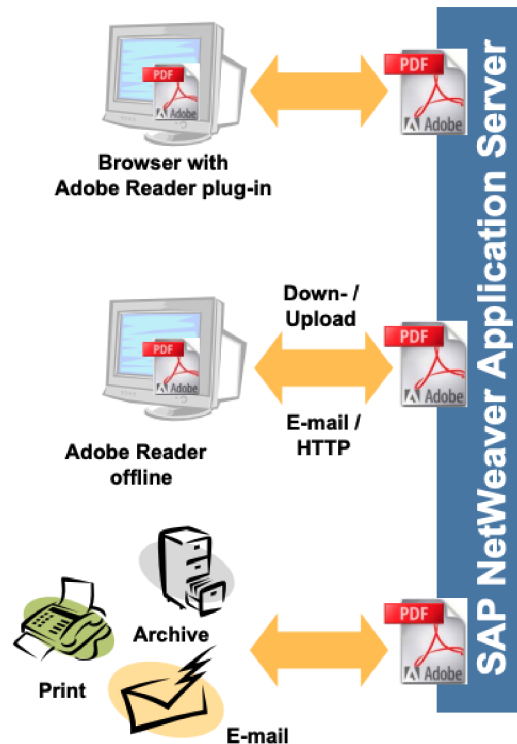 PDF
Adobe
PDF
Adobe
Browser with
Adobe Reader plug-in
Down- /
Upload
PDF
Adobe
PDF
Adobe
E-mail /
HTTP
Adobe Reader
offline
Archive
Print
E-mail
PDF
Adobe
SAP NetWeaver Application Server